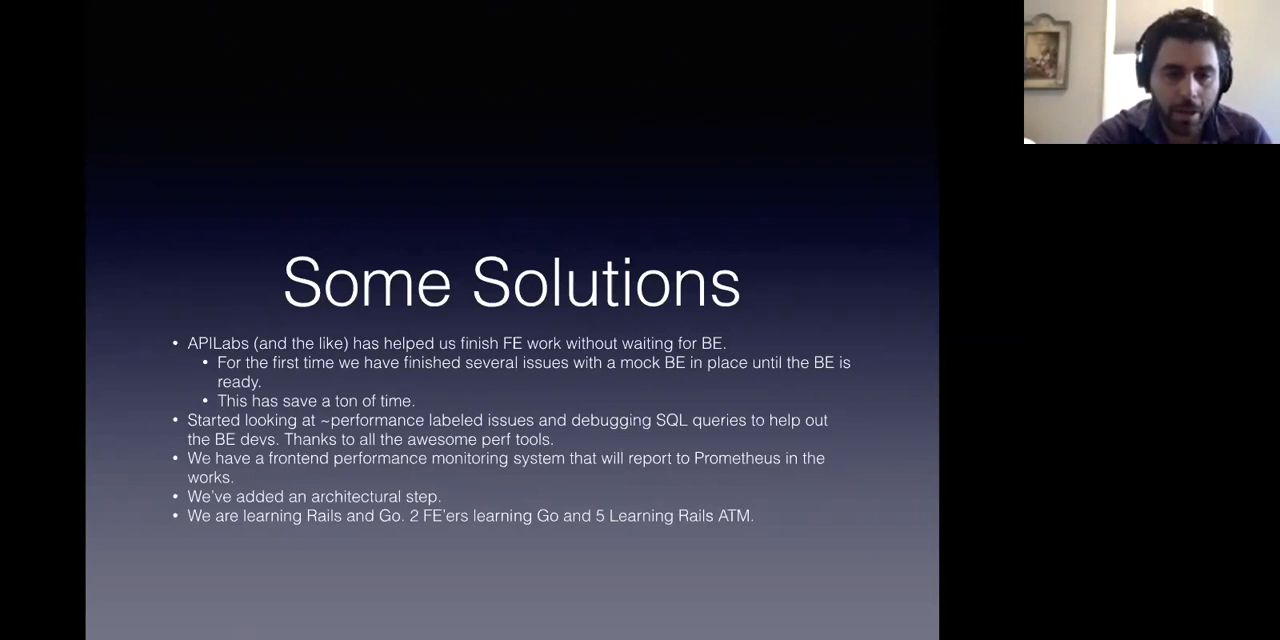 Some Solutions
• APILabs (and the like) has helped us finish FE work without waiting for BE.
• For the first time we have finished several issues with a mock BE in place until the BE is
ready.
• This has save a ton of time.
• Started looking at ~performance labeled issues and debugging SQL queries to help out
the BE devs. Thanks to all the awesome perf tools.
• We have a frontend performance monitoring system that will report to Prometheus in the
works.
• We've added an architectural step.
• We are learning Rails and Go. 2 FE'ers learning Go and 5 Learning Rails ATM.